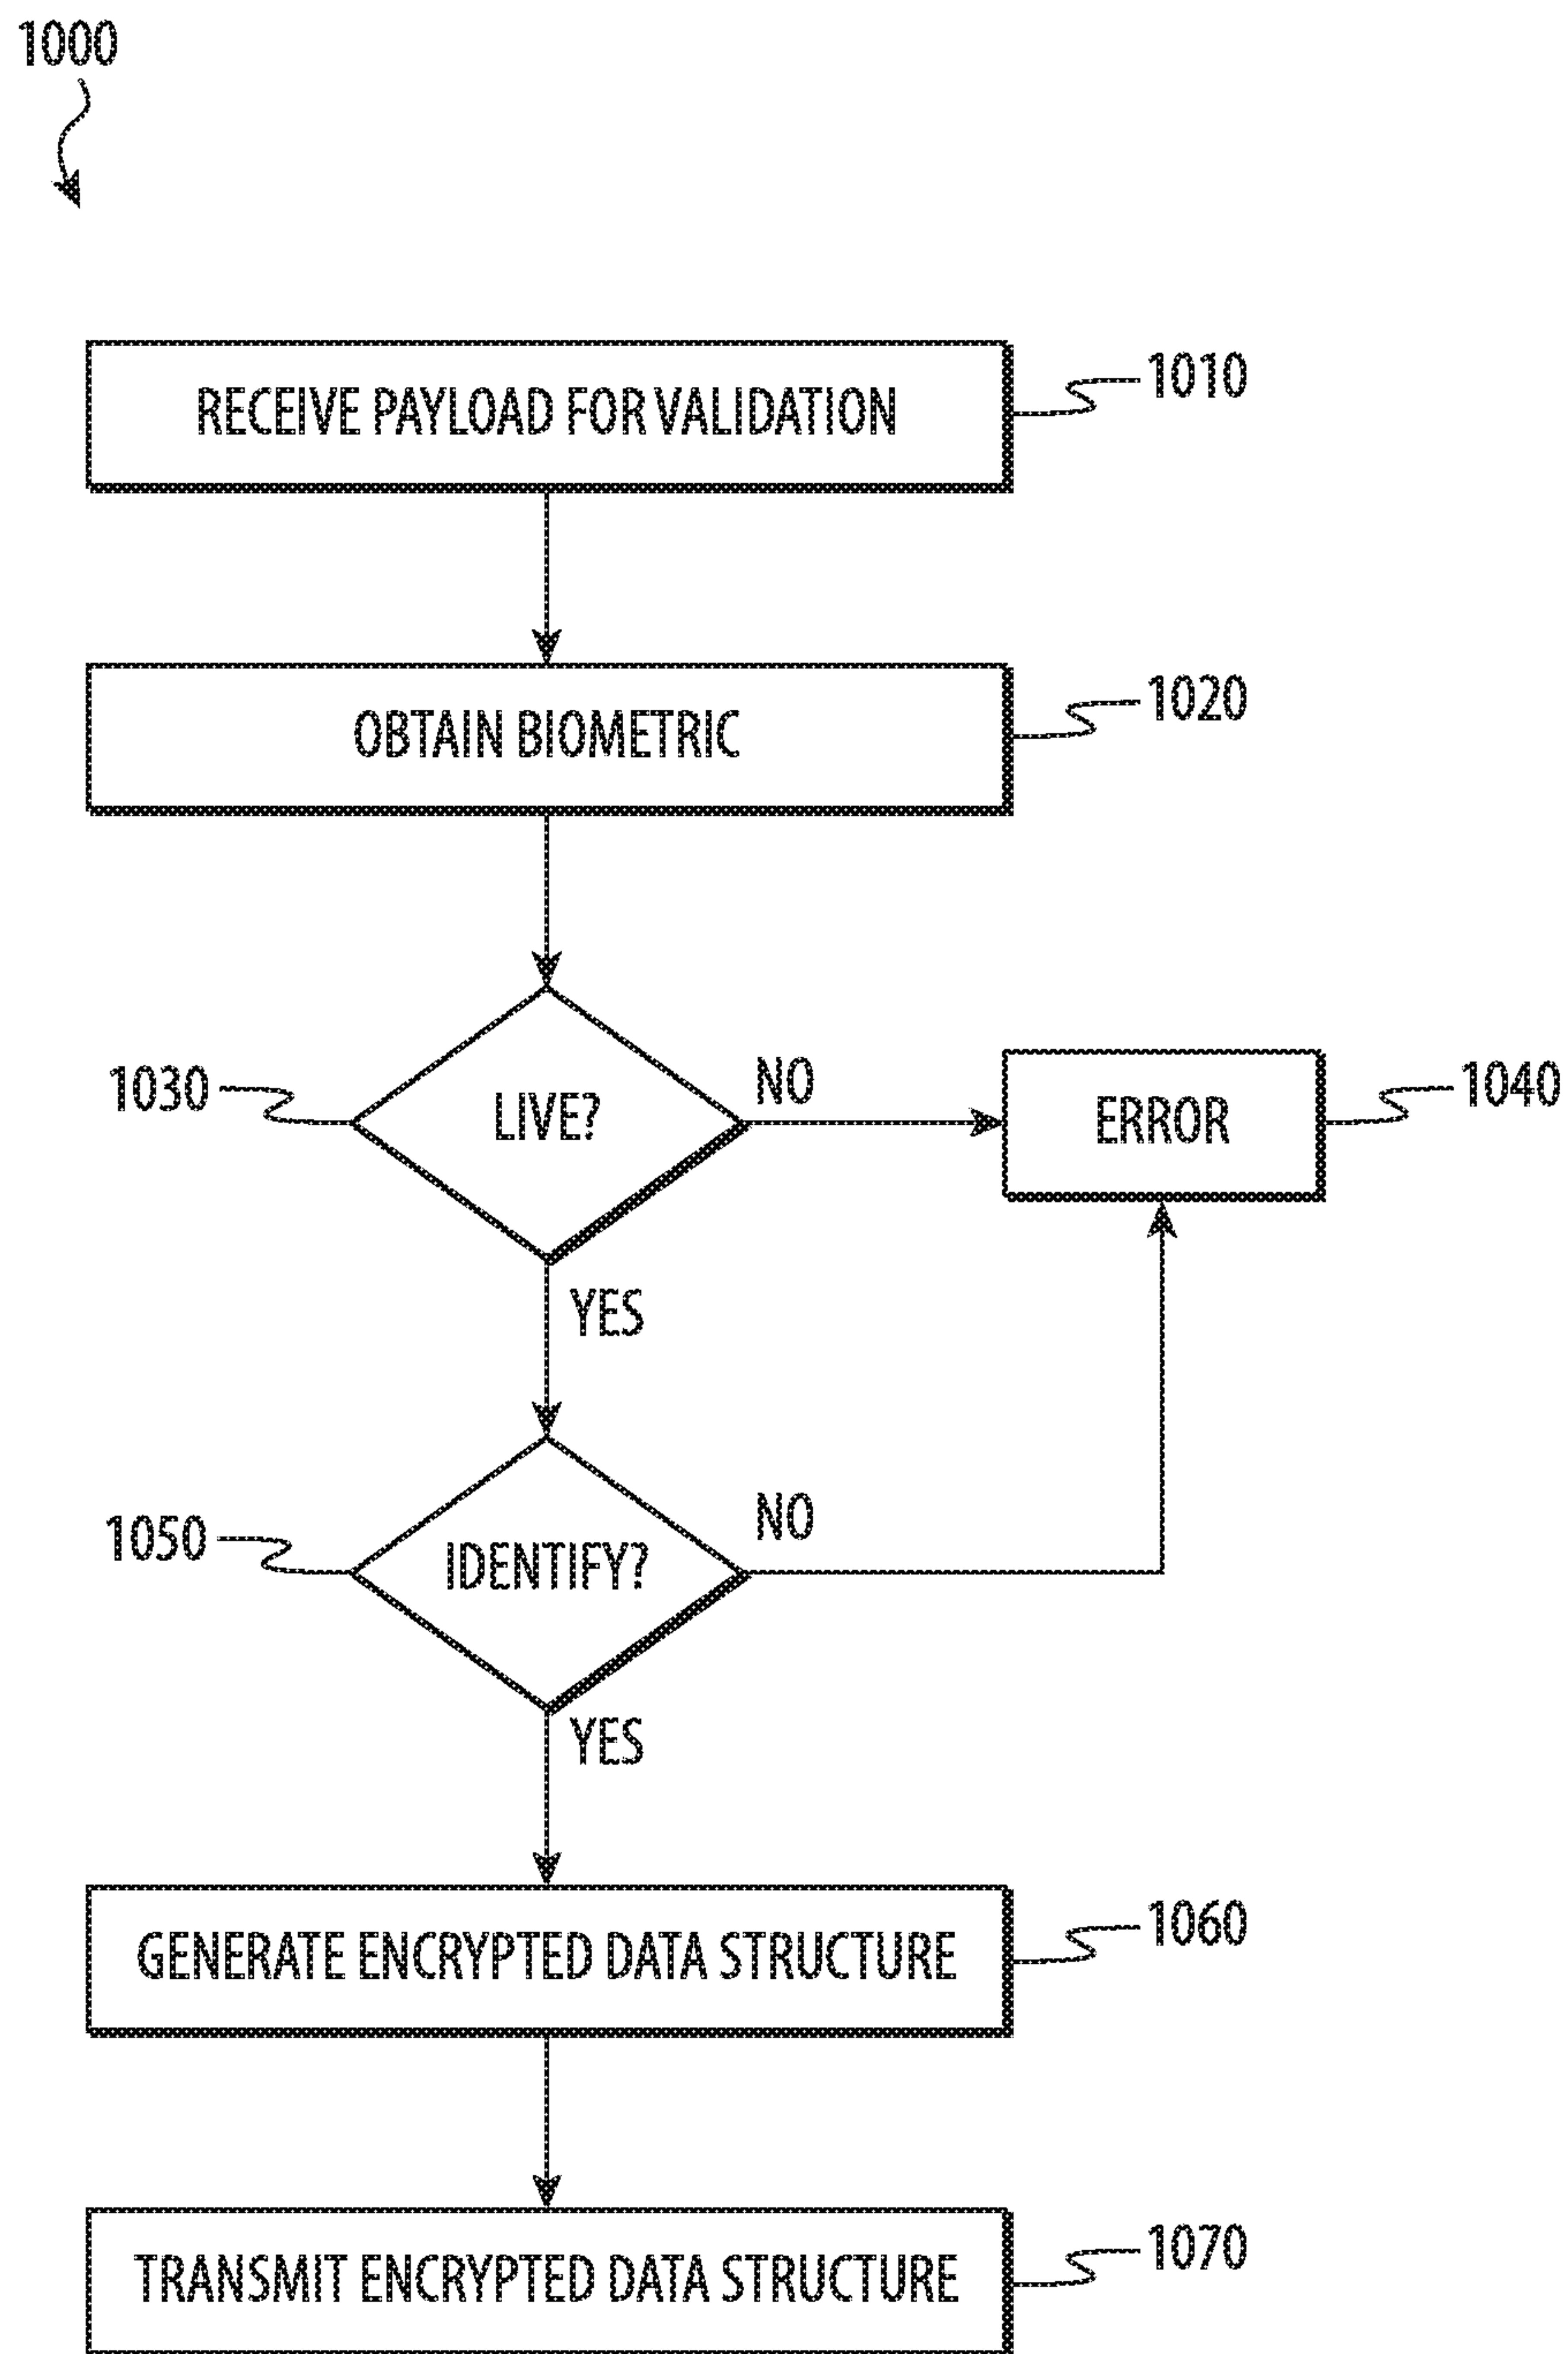 1000
RECEIVE PAYLOAD FOR VALIDATION
1010
OBTAIN BIOMETRIC
1020
1030
LIVE?
NO
ERROR
1040
YES
1050
IDENTIFY?
NO
YES
GENERATE ENCRYPTED DATA STRUCTURE
1060
TRANSMIT ENCRYPTED DATA STRUCTURE
1070